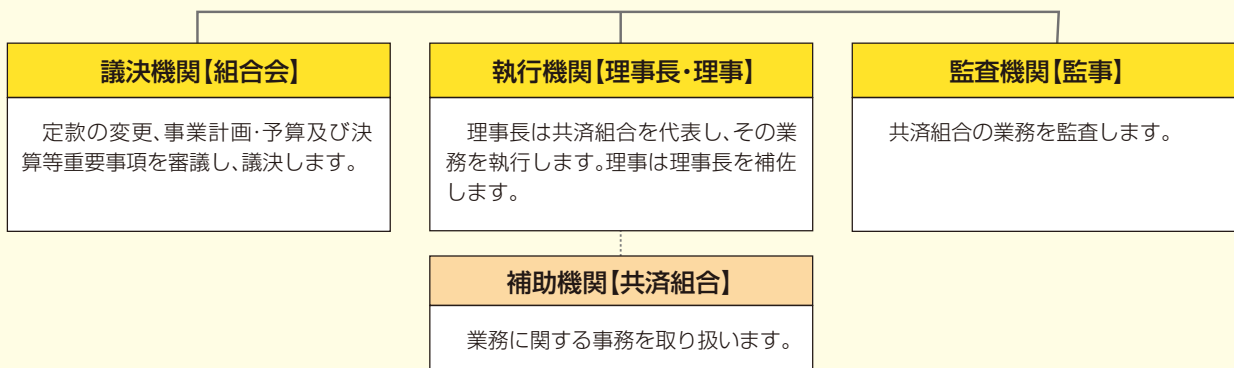 議決機関【組合会】
定款の変更、事業計画・予算及び決
算等重要事項を審議し、議決します。
執行機関【理事長・理事】
理事長は共済組合を代表し、その業
務を執行します。理事は理事長を補佐
します。
監査機関【監事】
共済組合の業務を監査します。
補助機関【共済組合】
業務に関する事務を取り扱います。